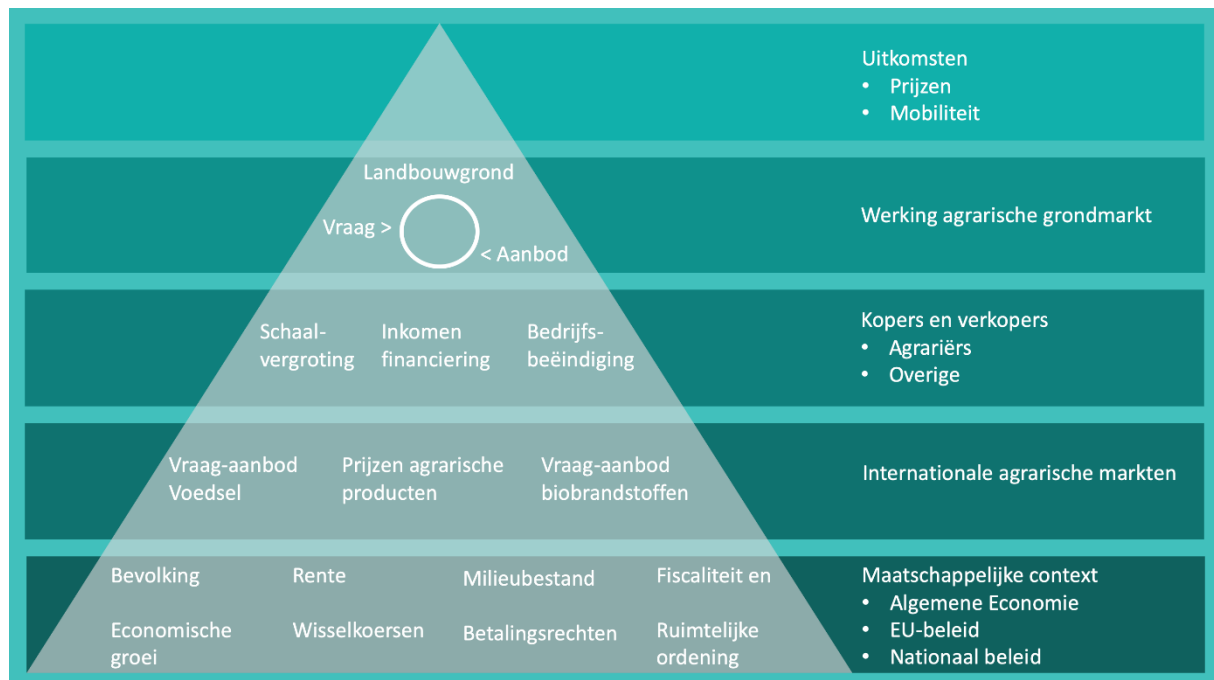 Uitkomsten
• Prijzen
• Mobiliteit
Landbouwgrond
Vraag >
< Aanbod
Werking agrarische grondmarkt
Schaal-
vergroting
Inkomen
financiering
Bedrijfs-
beëindiging
Kopers en verkopers
• Agrariërs
• Overige
Vraag-aanbod
Voedsel
Prijzen agrarische
producten
Vraag-aanbod
biobrandstoffen
Internationale agrarische markten
Bevolking
Rente
Milieubestand
Fiscaliteit en
Economische
groei
Wisselkoersen
Betalingsrechten
Ruimtelijke
ordening
Maatschappelijke context
• Algemene Economie
• EU-beleid
• Nationaal beleid